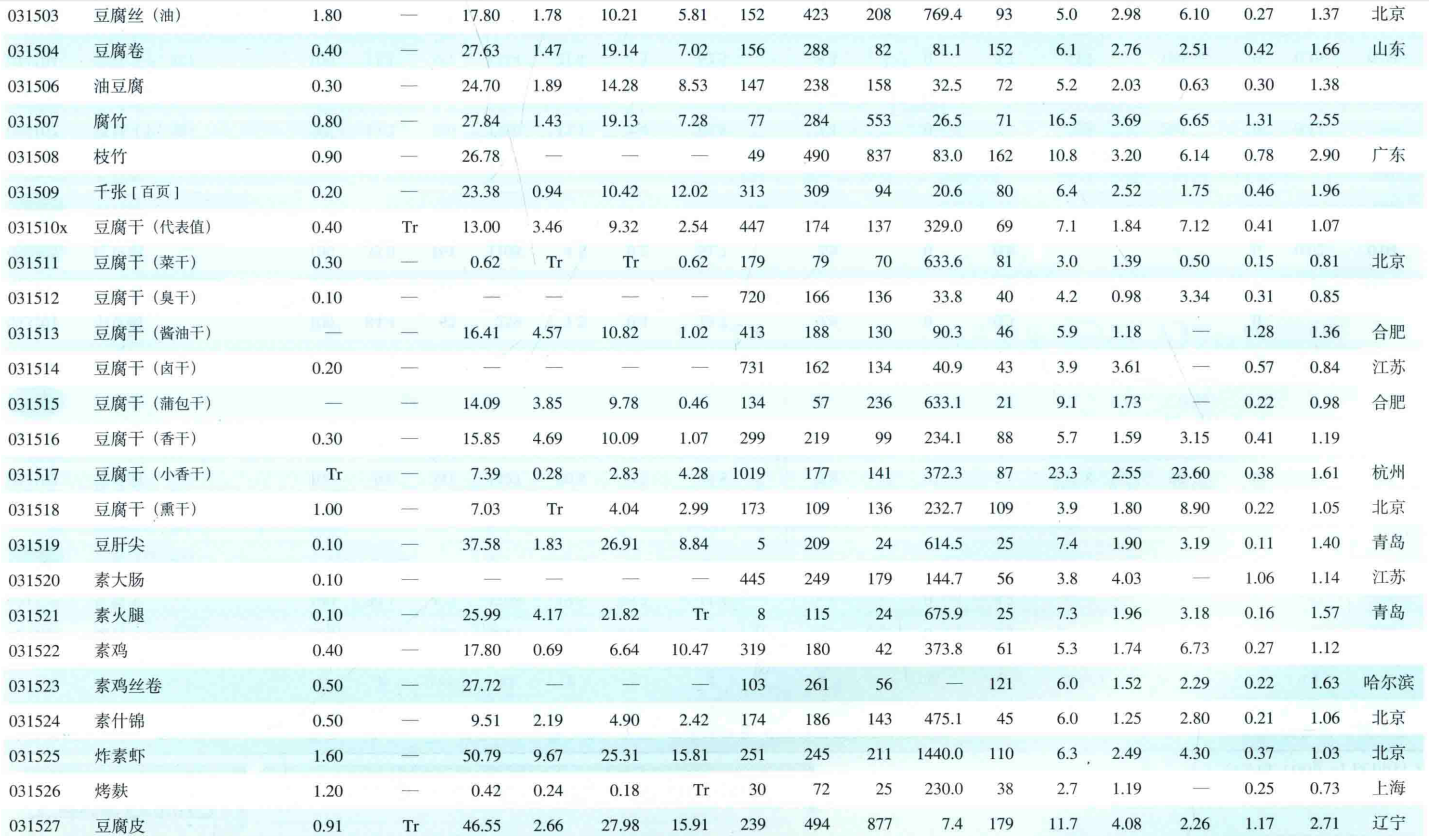 031503 豆腐丝（油） 1.80 — 17.80 1.78 10.21 5.81 152 423 208 769.4 93 5.0 2.98 6.10 0.27 1.37 北京
031504 豆腐卷 0.40 — 27.63 1.47 19.14 7.02 156 288 82 81.1 152 6.1 2.76 2.51 0.42 1.66 山东
031506 油豆腐 0.30 — 24.70 1.89 14.28 8.53 147 238 158 32.5 72 5.2 2.03 0.63 0.30 1.38
031507 腐竹 0.80 — 27.84 1.43 19.13 7.28 77 284 553 26.5 71 16.5 3.69 6.65 1.31 2.55
031508 枝竹 0.90 — 26.78 — — — 49 490 837 83.0 162 10.8 3.20 6.14 0.78 2.90 广东
031509 千张 [ 百页 ] 0.20 — 23.38 0.94 10.42 12.02 313 309 94 20.6 80 6.4 2.52 1.75 0.46 1.96
031510x 豆腐干（代表值） 0.40 Tr 13.00 3.46 9.32 2.54 447 174 137 329.0 69 7.1 1.84 7.12 0.41 1.07
031511 豆腐干（菜干） 0.30 — 0.62 Tr Tr 0.62 179 79 70 633.6 81 3.0 1.39 0.50 0.15 0.81 北京
031512 豆腐干（臭干） 0.10 — — — — — 720 166 136 33.8 40 4.2 0.98 3.34 0.31 0.85
031513 豆腐干（酱油干） — — 16.41 4.57 10.82 1.02 413 188 130 90.3 46 5.9 1.18 — 1.28 1.36 合肥
031514 豆腐干（卤干） 0.20 — — — — — 731 162 134 40.9 43 3.9 3.61 — 0.57 0.84 江苏
031515 豆腐干（蒲包干） — — 14.09 3.85 9.78 0.46 134 57 236 633.1 21 9.1 1.73 — 0.22 0.98 合肥
031516 豆腐干（香干） 0.30 — 15.85 4.69 10.09 1.07 299 219 99 234.1 88 5.7 1.59 3.15 0.41 1.19
031517 豆腐干（小香干） Tr — 7.39 0.28 2.83 4.28 1019 177 141 372.3 87 23.3 2.55 23.60 0.38 1.61 杭州
031518 豆腐干（熏干） 1.00 — 7.03 Tr 4.04 2.99 173 109 136 232.7 109 3.9 1.80 8.90 0.22 1.05 北京
031519 豆肝尖 0.10 — 37.58 1.83 26.91 8.84 5 209 24 614.5 25 7.4 1.90 3.19 0.11 1.40 青岛
031520 素大肠 0.10 — — — — — 445 249 179 144.7 56 3.8 4.03 — 1.06 1.14 江苏
031521 素火腿 0.10 — 25.99 4.17 21.82 Tr 8 115 24 675.9 25 7.3 1.96 3.18 0.16 1.57 青岛
031522 素鸡 0.40 — 17.80 0.69 6.64 10.47 319 180 42 373.8 61 5.3 1.74 6.73 0.27 1.12
031523 素鸡丝卷 0.50 — 27.72 — — — 103 261 56 — 121 6.0 1.52 2.29 0.22 1.63 哈尔滨
031524 素什锦 0.50 — 9.51 2.19 4.90 2.42 174 186 143 475.1 45 6.0 1.25 2.80 0.21 1.06 北京
031525 炸素虾 1.60 — 50.79 9.67 25.31 15.81 251 245 211 1440.0 110 6.3 2.49 4.30 0.37 1.03 北京
031526 烤麸 1.20 — 0.42 0.24 0.18 Tr 30 72 25 230.0 38 2.7 1.19 — 0.25 0.73 上海
031527 豆腐皮 0.91 Tr 46.55 2.66 27.98 15.91 239 494 877 7.4 179 11.7 4.08 2.26 1.17 2.71 辽宁